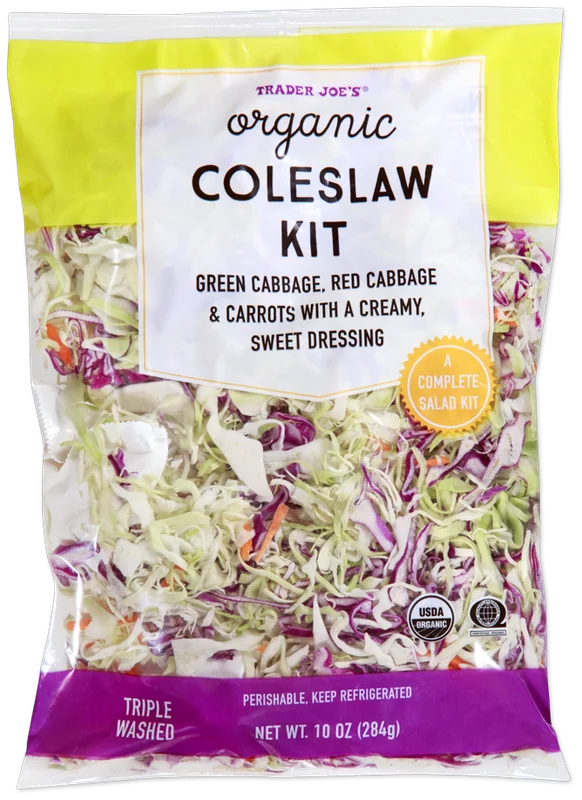 TRADER JOE'S®
organic
COLESLAW
KIT
GREEN CABBAGE, RED CABBAGE
& CARROTS WITH A CREAMY,
SWEET DRESSING
A
COMPLETE
SALAD KIT
USDA
ORGANIC
TRIPLE
WASHED
PERISHABLE, KEEP REFRIGERATED
NET WT. 10 OZ (284g)